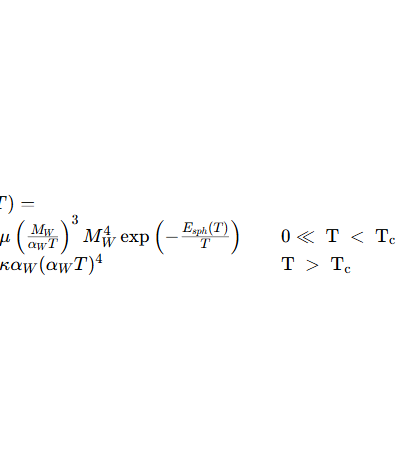 T) =
μ (M_W / α_W T)^3 M_W^4 exp (− E_sph(T) / T) 0 ≪ T < T_c
κα_W(α_W T)^4 T > T_c